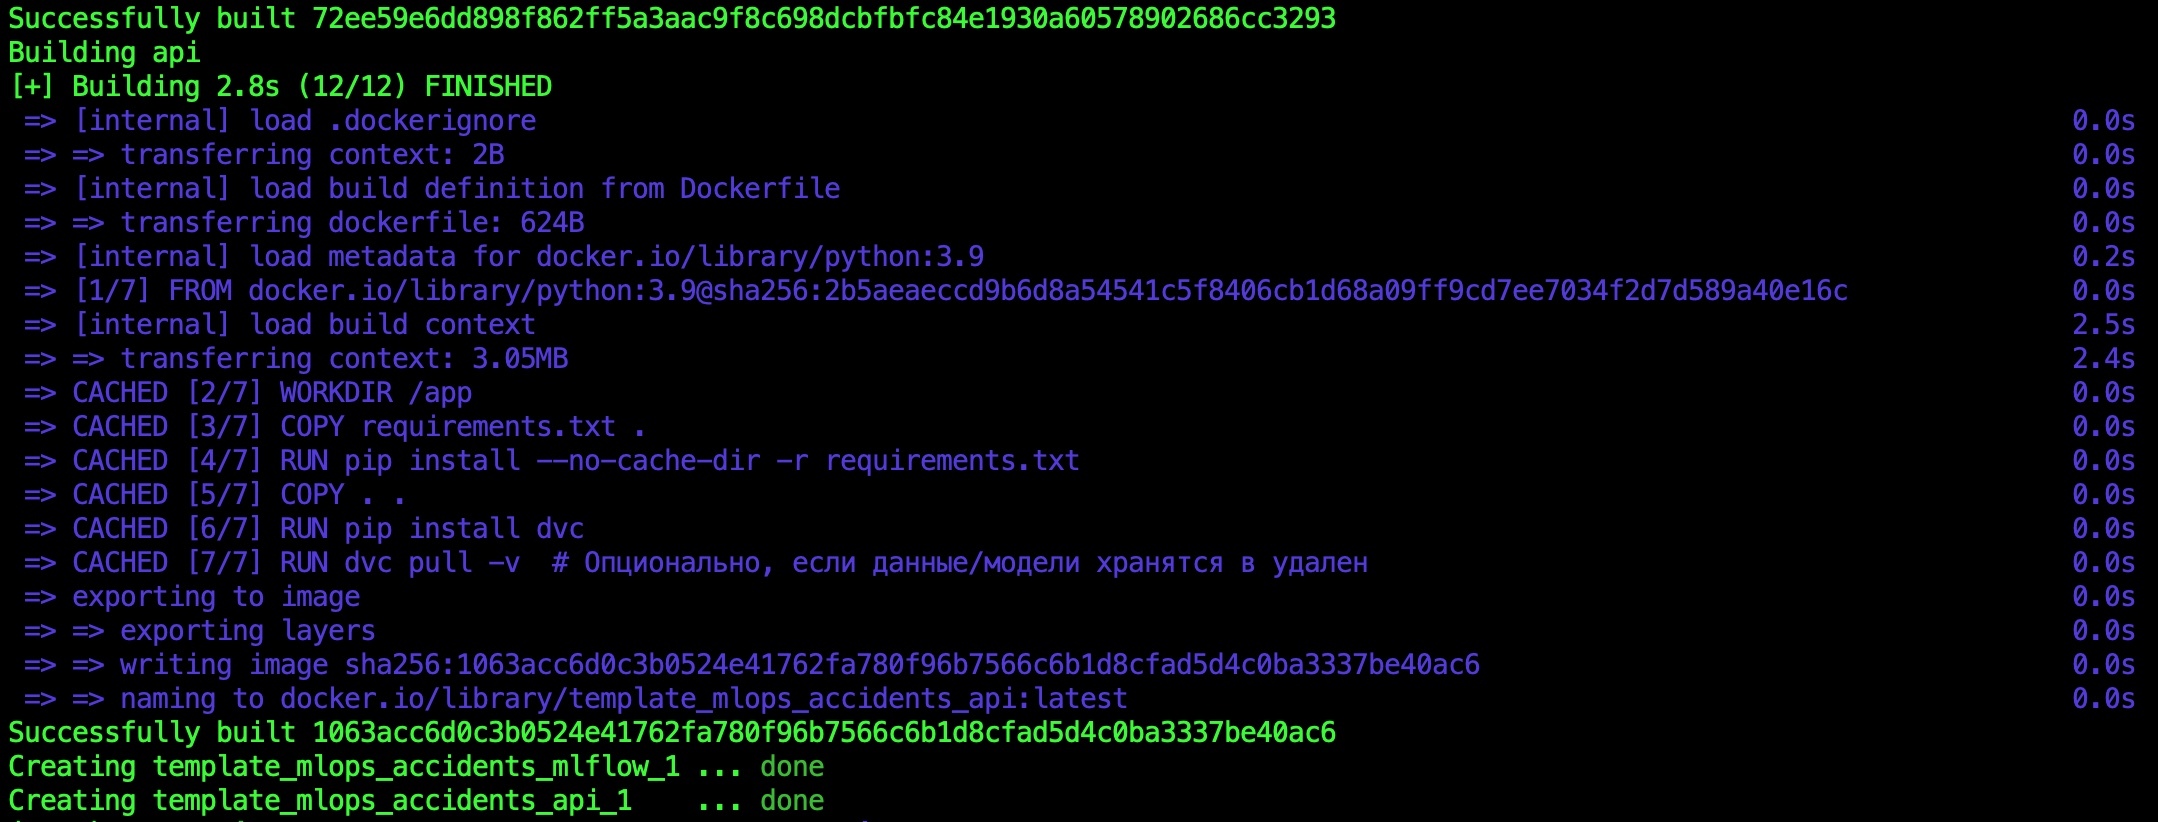 Successfully built 72ee59e6dd898f862ff5a3aac9f8c698dcbfbfc84e1930a60578902686cc3293
Building api
[+] Building 2.8s (12/12) FINISHED
=> [internal] load .dockerignore 0.0s
=> => transferring context: 2B 0.0s
=> [internal] load build definition from Dockerfile 0.0s
=> => transferring dockerfile: 624B 0.0s
=> [internal] load metadata for docker.io/library/python:3.9 0.2s
=> [1/7] FROM docker.io/library/python:3.9@sha256:2b5aeaeccd9b6d8a54541c5f8406cb1d68a09ff9cd7ee7034f2d7d589a40e16c 0.0s
=> [internal] load build context 2.5s
=> => transferring context: 3.05MB 2.4s
=> CACHED [2/7] WORKDIR /app 0.0s
=> CACHED [3/7] COPY requirements.txt . 0.0s
=> CACHED [4/7] RUN pip install --no-cache-dir -r requirements.txt 0.0s
=> CACHED [5/7] COPY . . 0.0s
=> CACHED [6/7] RUN pip install dvc 0.0s
=> CACHED [7/7] RUN dvc pull -v  # Опционально, если данные/модели хранятся в удален 0.0s
=> exporting to image 0.0s
=> => exporting layers 0.0s
=> => writing image sha256:1063acc6d0c3b0524e41762fa780f96b7566c6b1d8cfad5d4c0ba3337be40ac6 0.0s
=> => naming to docker.io/library/template_mlops_accidents_api:latest 0.0s
Successfully built 1063acc6d0c3b0524e41762fa780f96b7566c6b1d8cfad5d4c0ba3337be40ac6
Creating template_mlops_accidents_mlflow_1 ... done
Creating template_mlops_accidents_api_1    ... done